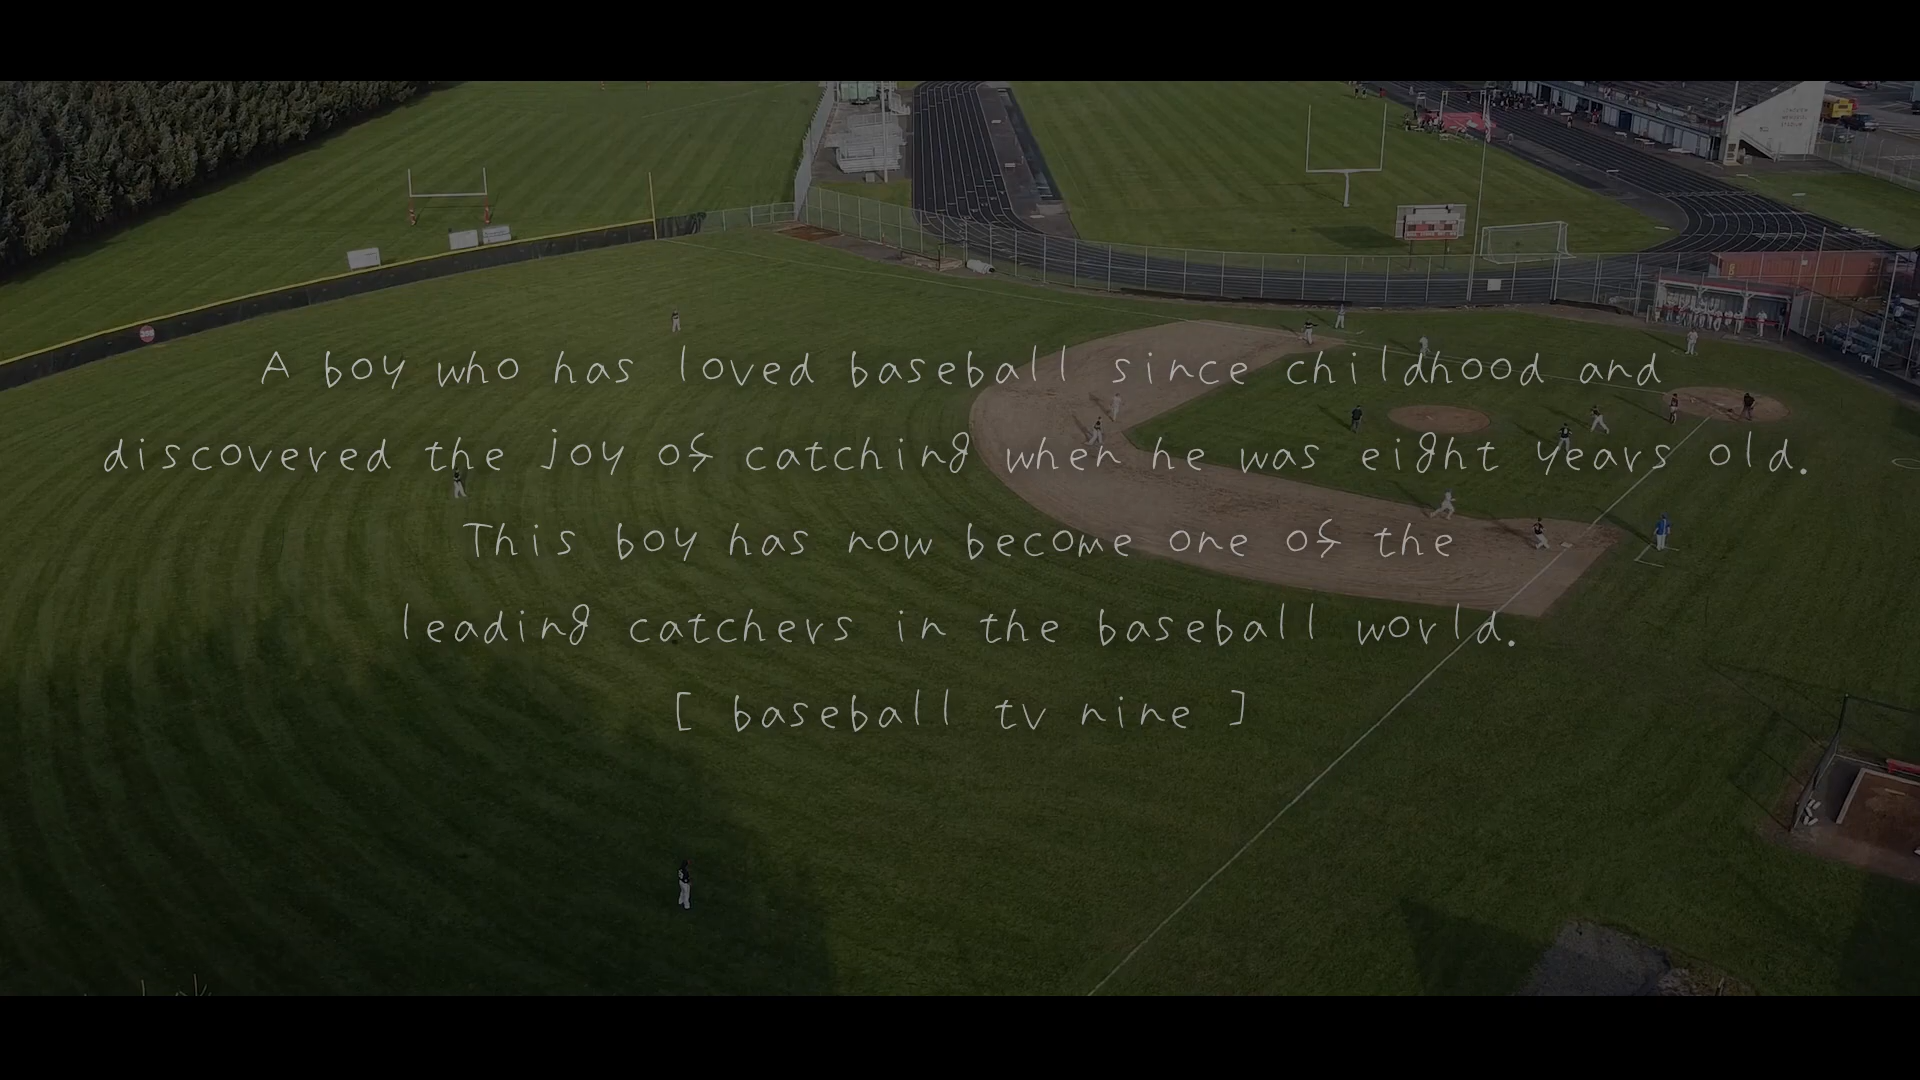 A boy who has loved baseball since childhood and
discovered the joy of catching when he was eight years old.
This boy has now become one of the
leading catchers in the baseball world.
[ baseball tv nine ]